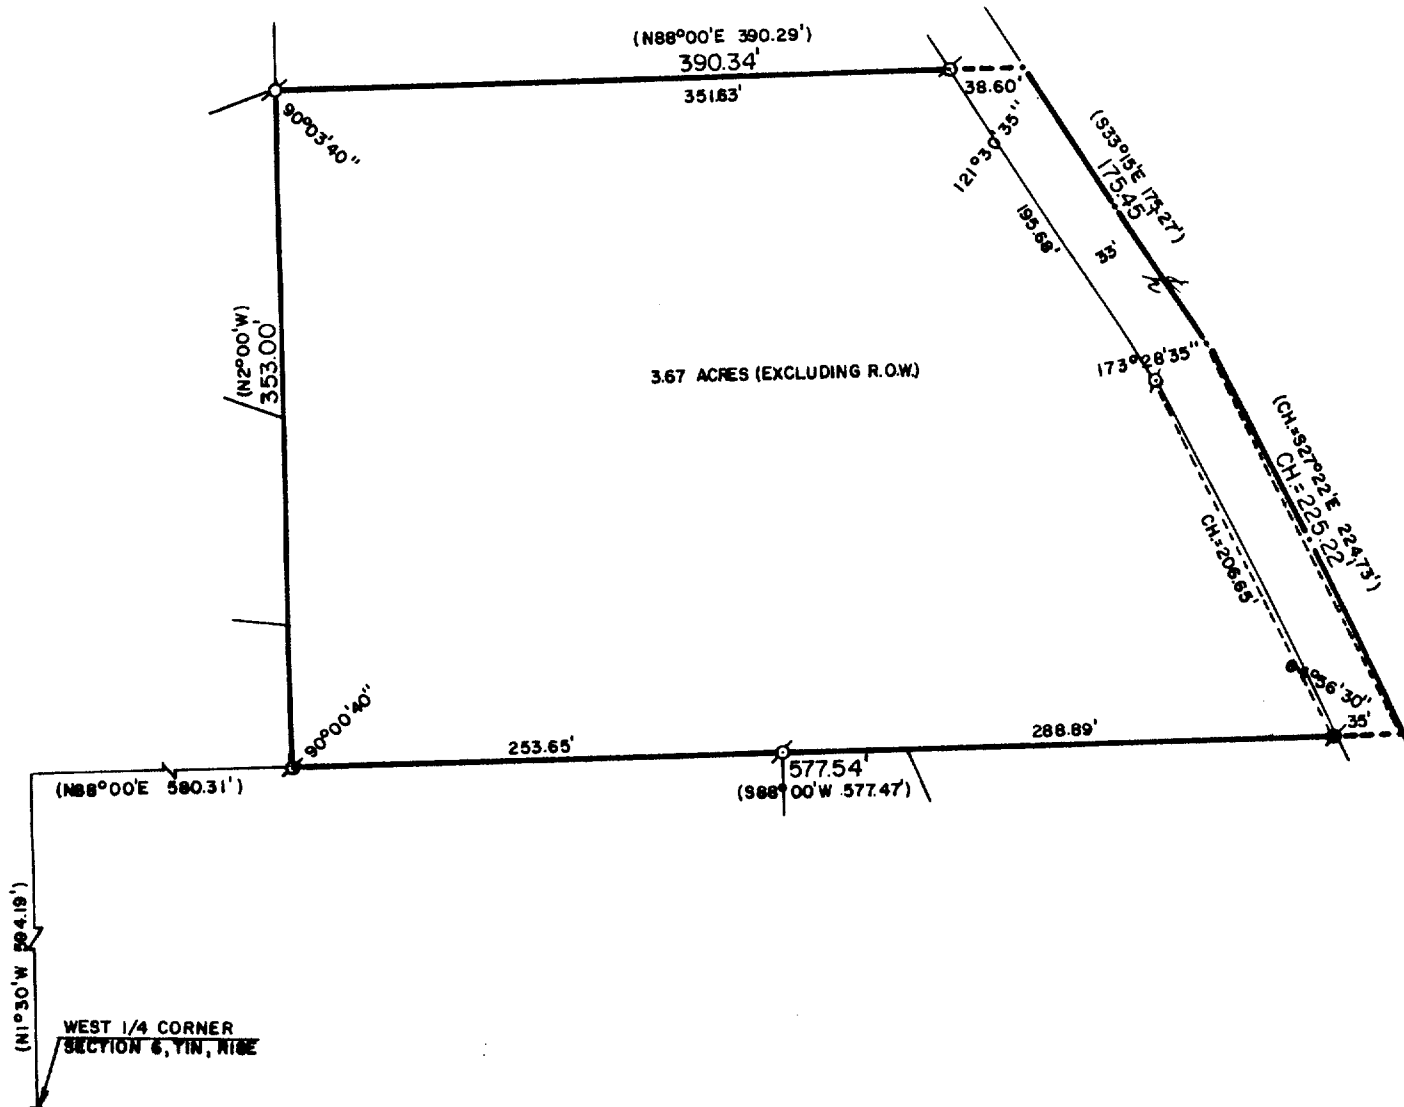 (N88°00'E 390.29')
390.34'
351.63'
38.60'
90°03'40"
121°30'35"
(S33°15'E 175.27')
175.45'
195.68'
33'
(N2°00'W)
353.00'
3.67 ACRES (EXCLUDING R.O.W.)
173°28'35"
(CH.=S27°22'E 224.73')
CH.= 225.22'
CH.=206.65'
56'30"
35'
90°00'40"
253.65'
288.89'
577.54'
(S88°00'W 577.47')
(N88°00'E 580.31')
(N1°30'W 594.19')
WEST 1/4 CORNER
SECTION 6, T1N,